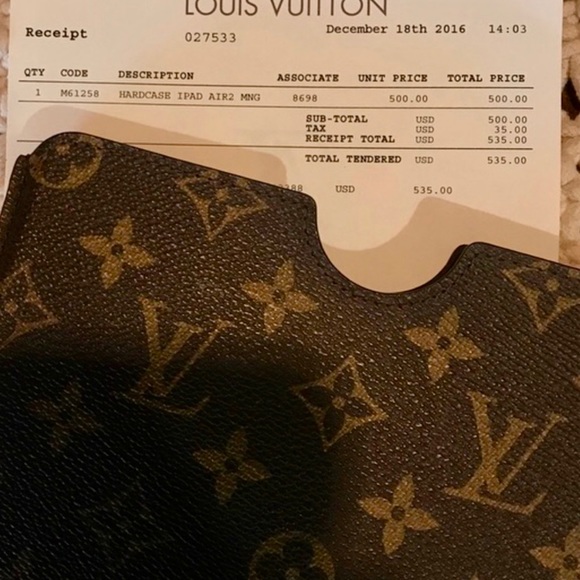 LOUIS VUITTON
Receipt 027533 December 18th 2016 14:03
QTY CODE DESCRIPTION ASSOCIATE UNIT PRICE TOTAL PRICE
1 M61258 HARDCASE IPAD AIR2 MNG 8698 500.00 500.00
SUB-TOTAL USD 500.00
TAX USD 35.00
RECEIPT TOTAL USD 535.00
TOTAL TENDERED USD 535.00
USD 535.00
LV
LV